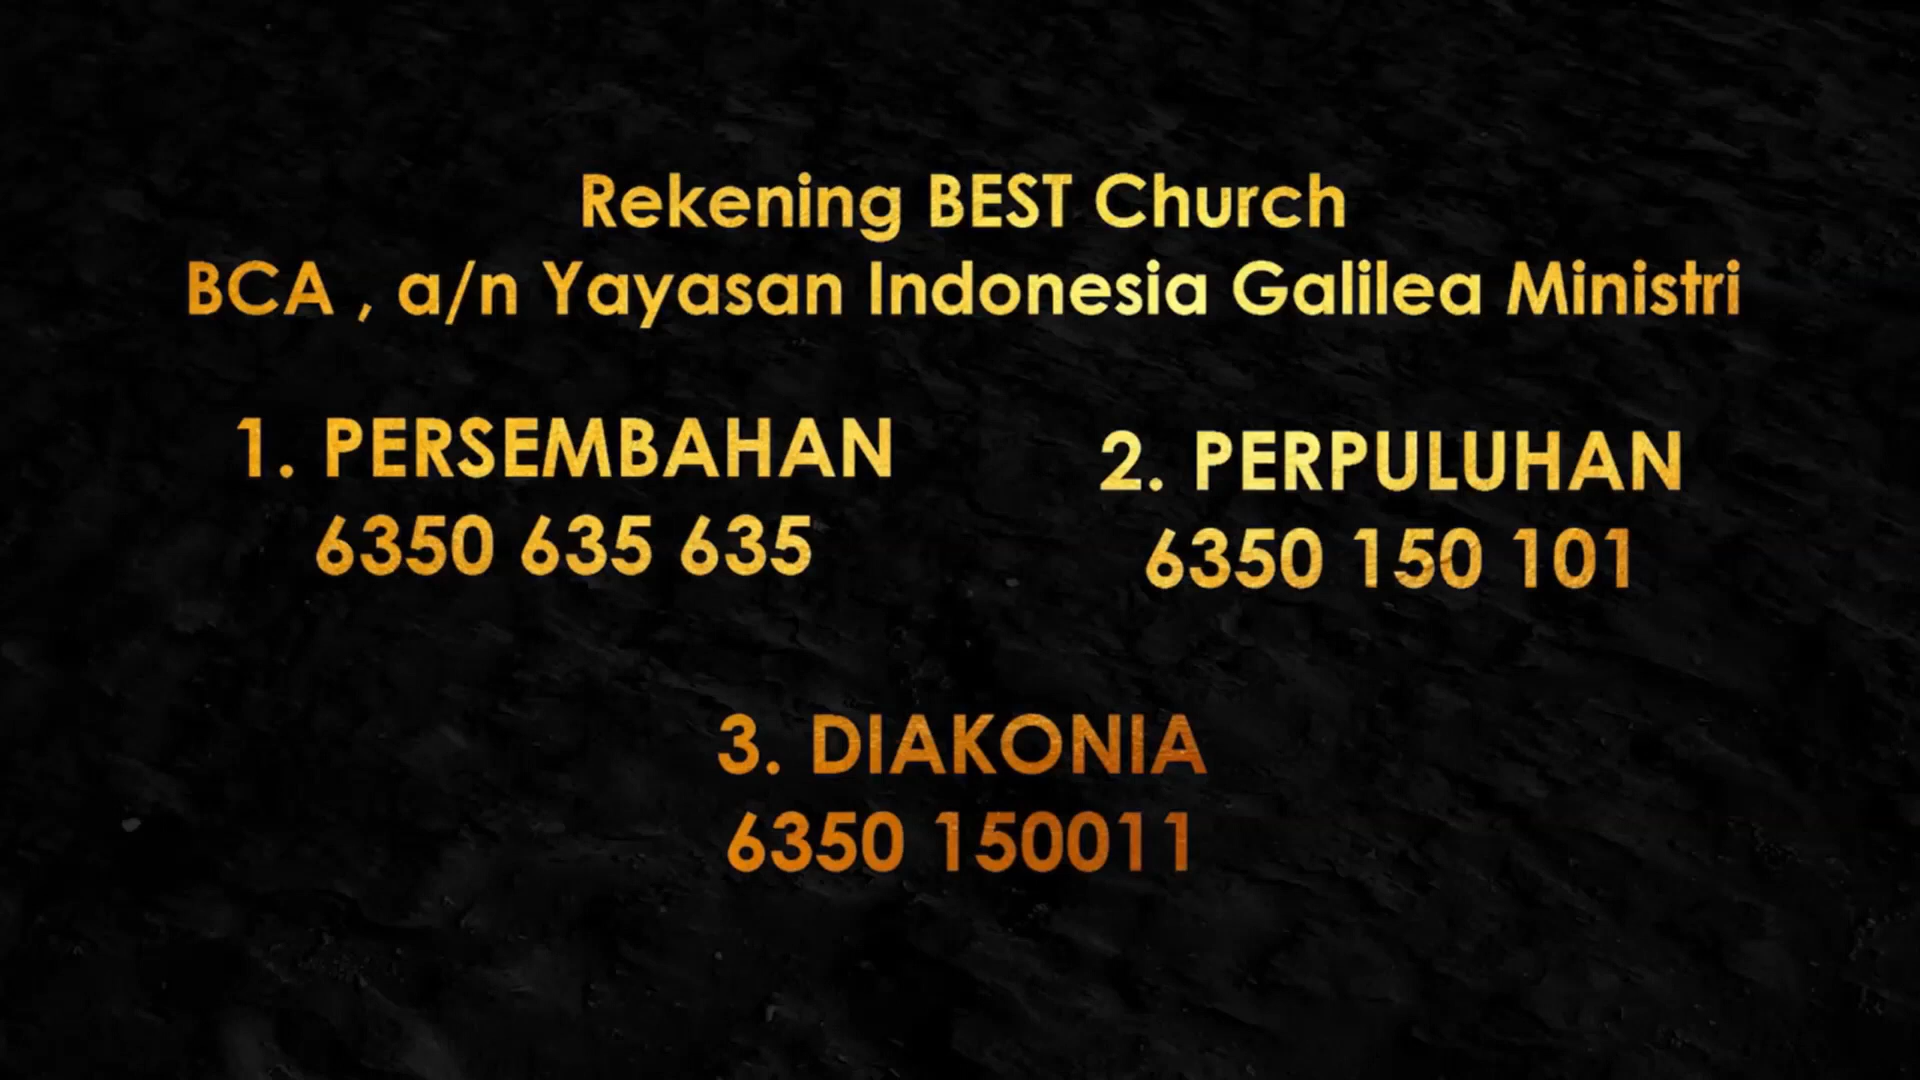 Rekening BEST Church
BCA , a/n Yayasan Indonesia Galilea Ministri
1. PERSEMBAHAN
6350 635 635
2. PERPULUHAN
6350 150 101
3. DIAKONIA
6350 150011